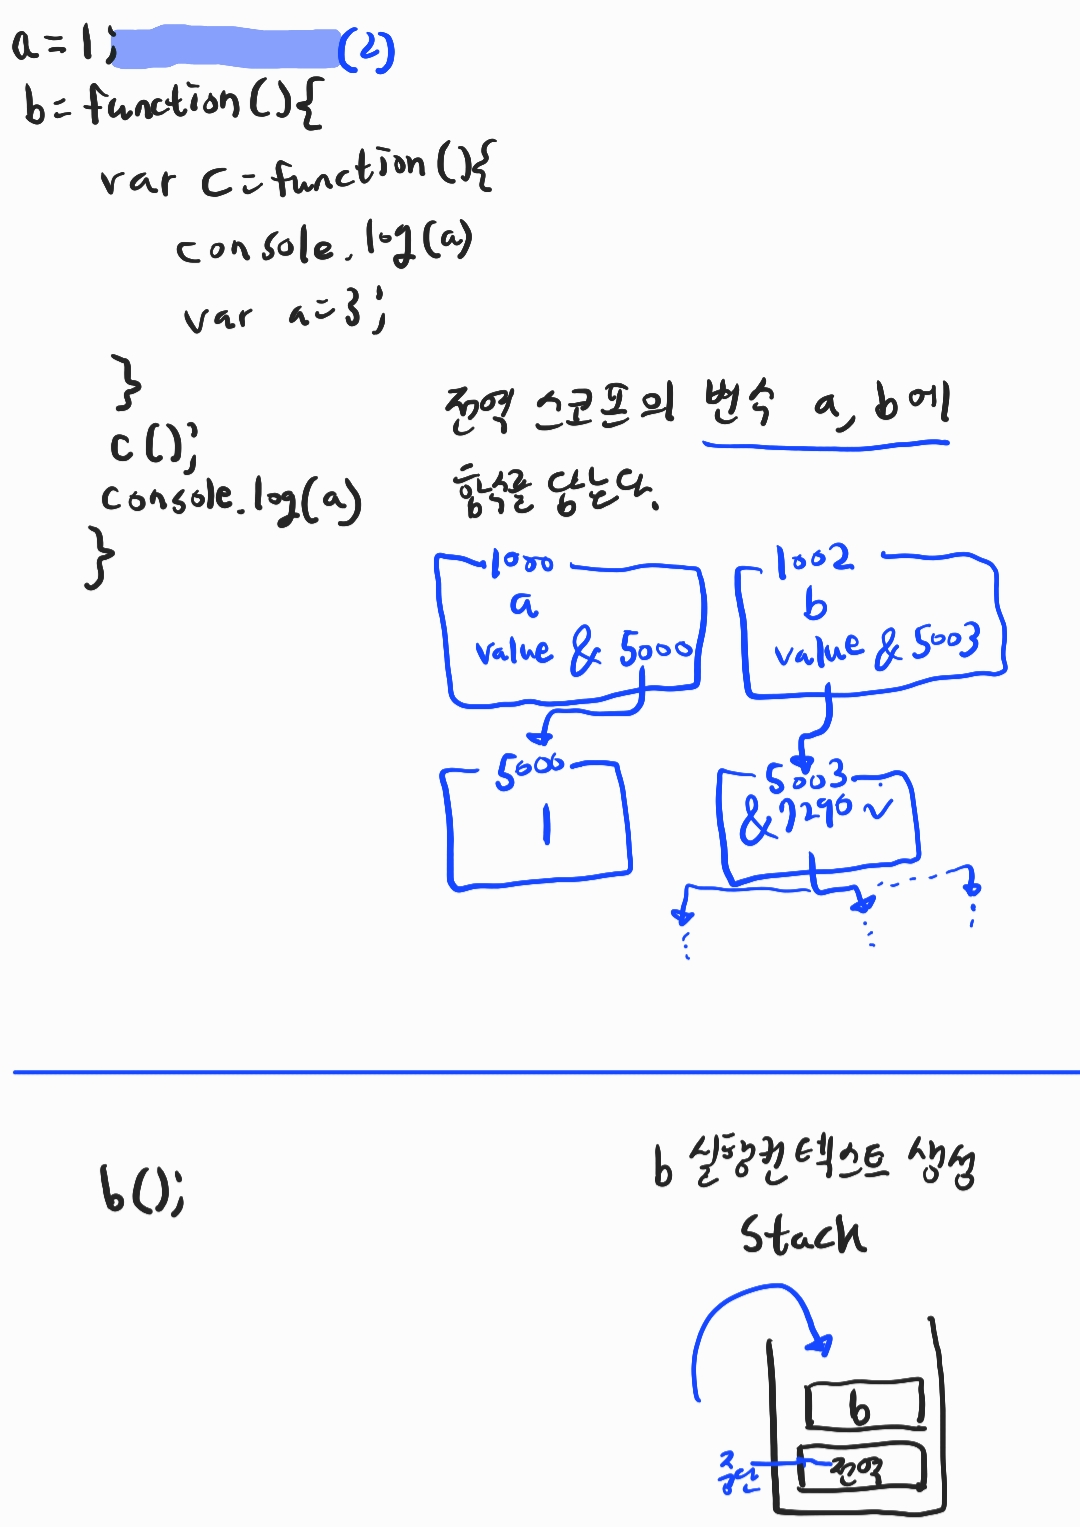 a = 1; (2)
b = function(){
var c = function(){
console.log(a)
var a = 3;
}
c();
console.log(a)
}
전역 스코프의 변수 a, b에
함수를 담는다.
1000
a
value & 5000
1002
b
value & 5003
5000
1
5003
& 7290 ✓
b();
b 실행컨텍스트 생성
Stack
b
중단
전역